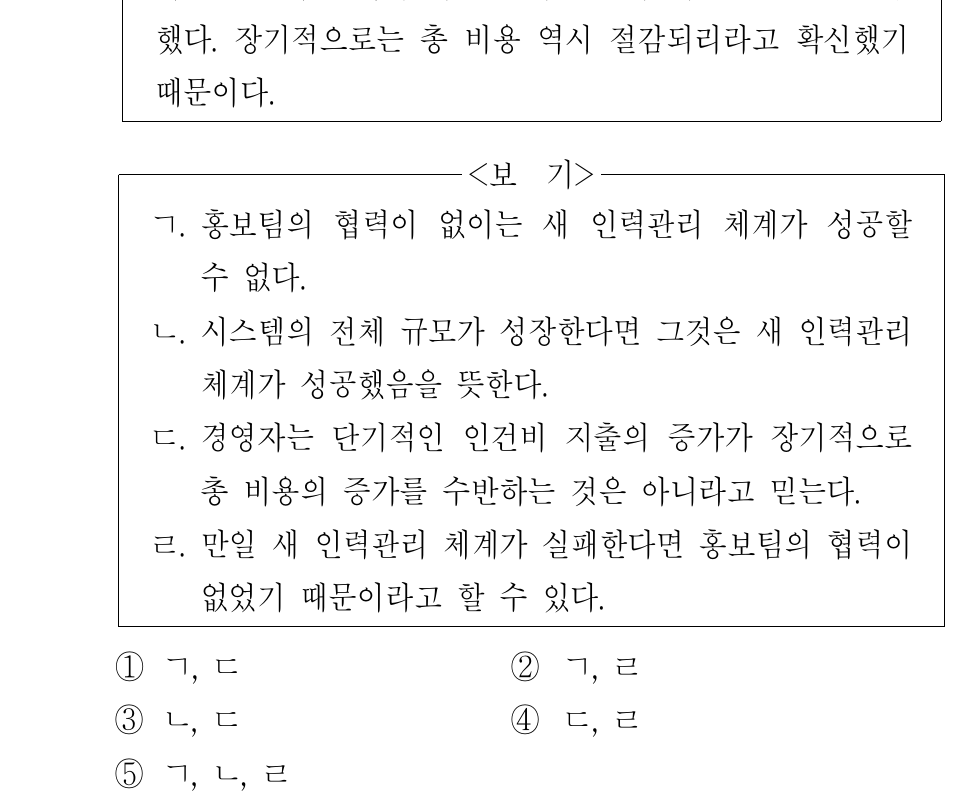 했다. 장기적으로는 총 비용 역시 절감되리라고 확신했기
때문이다.
<보 기>
ㄱ. 홍보팀의 협력이 없이는 새 인력관리 체계가 성공할
수 없다.
ㄴ. 시스템의 전체 규모가 성장한다면 그것은 새 인력관리
체계가 성공했음을 뜻한다.
ㄷ. 경영자는 단기적인 인건비 지출의 증가가 장기적으로
총 비용의 증가를 수반하는 것은 아니라고 믿는다.
ㄹ. 만일 새 인력관리 체계가 실패한다면 홍보팀의 협력이
없었기 때문이라고 할 수 있다.
① ㄱ, ㄷ ② ㄱ, ㄹ
③ ㄴ, ㄷ ④ ㄷ, ㄹ
⑤ ㄱ, ㄴ, ㄹ